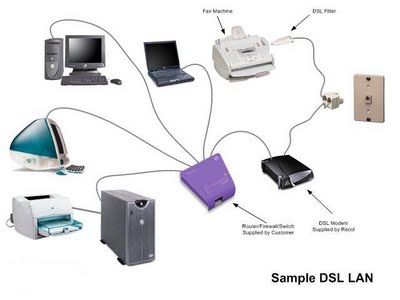 Fax Machine
DSL Filter
Router/Firewall/Switch
Supplied by Customer
DSL Modem
Supplied by Recol
Sample DSL LAN